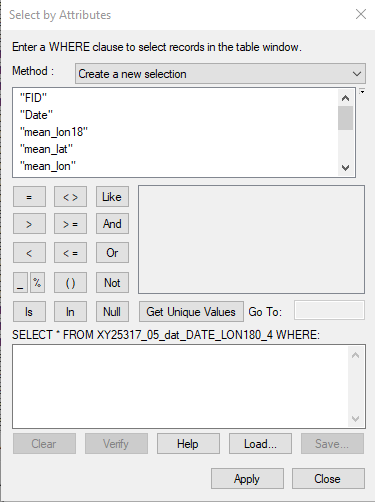 Select by Attributes
Enter a WHERE clause to select records in the table window.
Method : Create a new selection
"FID"
"Date"
"mean_lon18"
"mean_lat"
"mean_lon"
= < > Like
> > = And
< < = Or
_ % ( ) Not
Is In Null Get Unique Values Go To:
SELECT * FROM XY25317_05_dat_DATE_LON180_4 WHERE:
Clear Verify Help Load... Save...
Apply Close